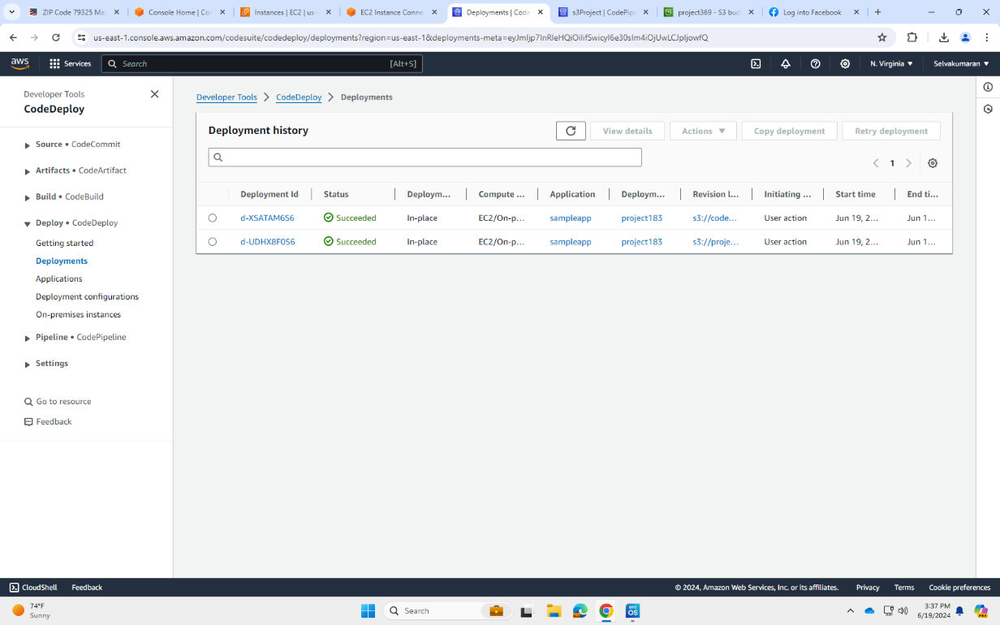 ZIP Code 79325 Ma
Console Home | Con
Instances | EC2 | us-
EC2 Instance Connec
Deployments | Code
s3Project | CodePip
project369 - S3 buc
Log into Facebook
us-east-1.console.aws.amazon.com/codesuite/codedeploy/deployments?region=us-east-1&deployments-meta=
aws
Services
Search
[Alt+S]
N. Virginia
Selvakumaran
Developer Tools
CodeDeploy
Source • CodeCommit
Artifacts • CodeArtifact
Build • CodeBuild
Deploy • CodeDeploy
Getting started
Deployments
Applications
Deployment configurations
On-premises instances
Pipeline • CodePipeline
Settings
Go to resource
Feedback
Developer Tools > CodeDeploy > Deployments
Deployment history
View details
Actions
Copy deployment
Retry deployment
1
Deployment Id Status Deploym... Compute ... Application Deploym... Revision l... Initiating ... Start time End ti...
d-XSATAM6S6 Succeeded In-place EC2/On-p... sampleapp project183 s3://code... User action Jun 19, 2... Jun 1...
d-UDHX8F0S6 Succeeded In-place EC2/On-p... sampleapp project183 s3://proje... User action Jun 19, 2... Jun 1...
CloudShell Feedback
© 2024, Amazon Web Services, Inc. or its affiliates. Privacy Terms Cookie preferences
74°F
Sunny
Search
3:37 PM
6/19/2024